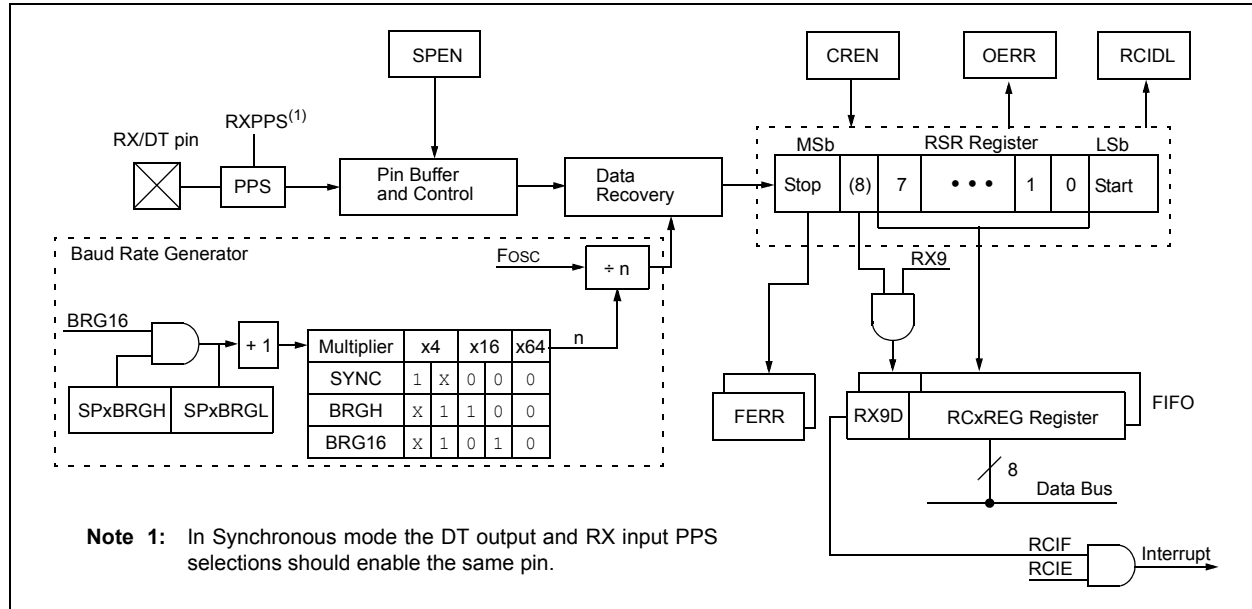 SPEN
CREN
OERR
RCIDL
RXPPS(1)
RX/DT pin
PPS
Pin Buffer
and Control
Data
Recovery
MSb
RSR Register
LSb
Stop (8) 7 • • • 1 0 Start
Baud Rate Generator
FOSC
÷ n
RX9
BRG16
+ 1
n
Multiplier x4 x16 x64
SYNC 1 X 0 0 0
BRGH X 1 1 0 0
BRG16 X 1 0 1 0
SPxBRGH SPxBRGL
FERR
RX9D
RCxREG Register
FIFO
8
Data Bus
Note 1: In Synchronous mode the DT output and RX input PPS
selections should enable the same pin.
RCIF
RCIE
Interrupt